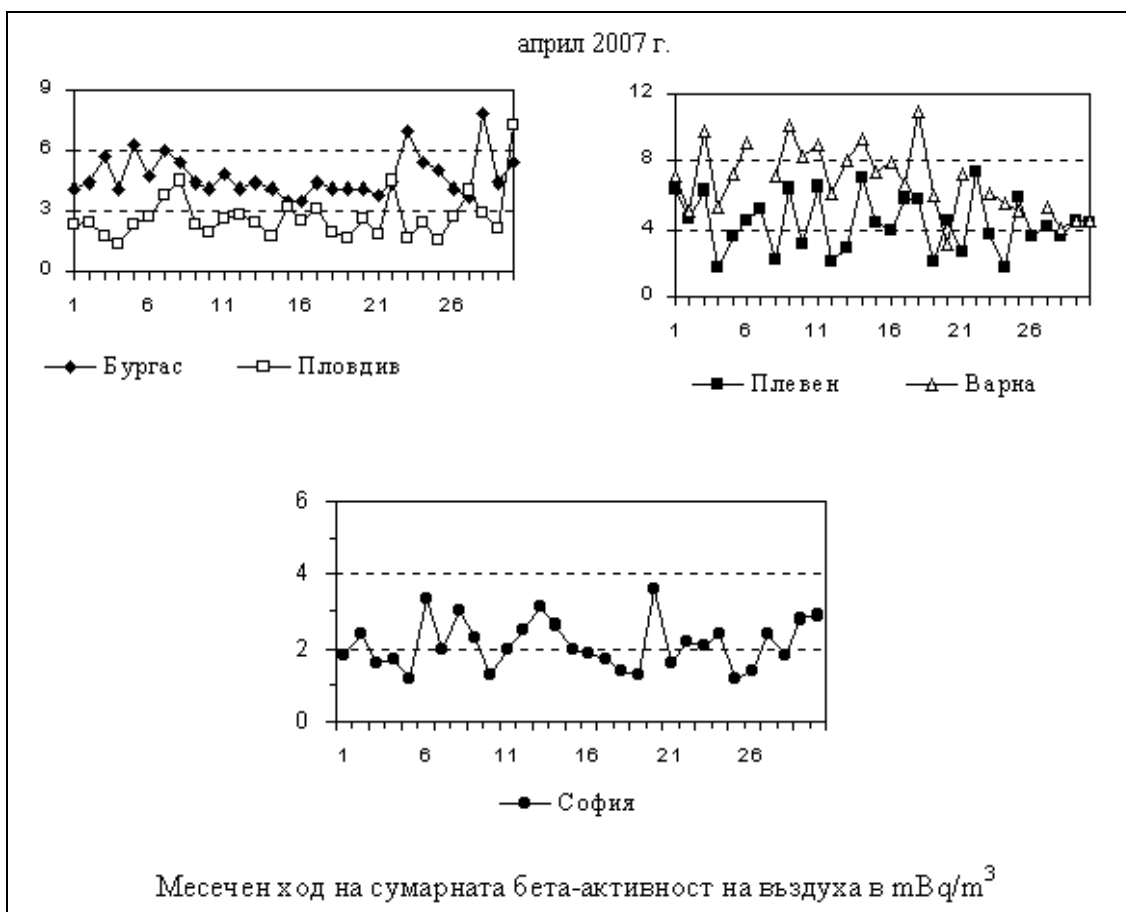 април 2007 г.
9
6
3
0
1 6 11 16 21 26
Бургас Пловдив
12
8
4
0
1 6 11 16 21 26
Плевен Варна
6
4
2
0
1 6 11 16 21 26
София
Месечен ход на сумарната бета-активност на въздуха в mBq/m³